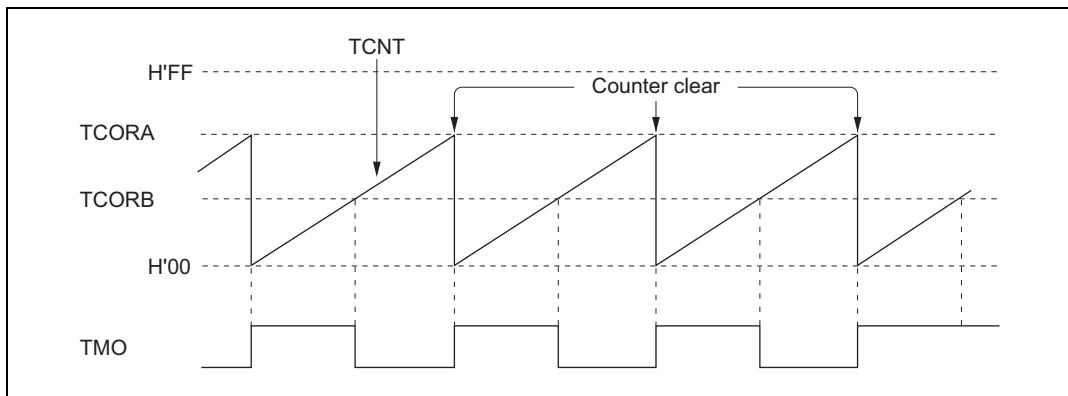 TCNT
H'FF
Counter clear
TCORA
TCORB
H'00
TMO